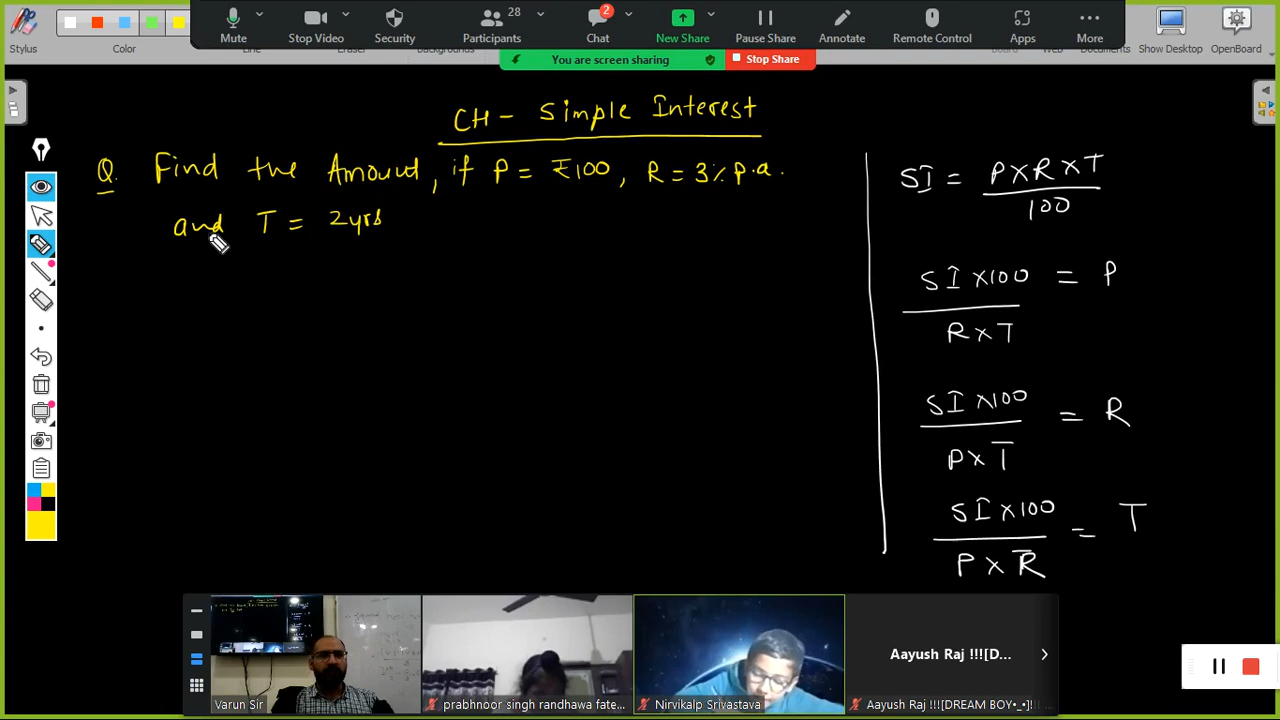 Mute
Stop Video
Security
Participants 28
Chat 2
New Share
Pause Share
Annotate
Remote Control
Apps
More
Stylus
Color
Show Desktop
OpenBoard
You are screen sharing
Stop Share
CH - Simple Interest
Q. Find the Amount, if P = ₹100, R = 3% p.a.
and T = 2yrs
SI = P×R×T
100
SI×100 = P
R×T
SI×100 = R
P×T
SI×100 = T
P×R
Varun Sir
prabhnoor singh randhawa fate...
Nirvikalp Srivastava
Aayush Raj !!![D...
Aayush Raj !!![DREAM BOY•_•]!!...